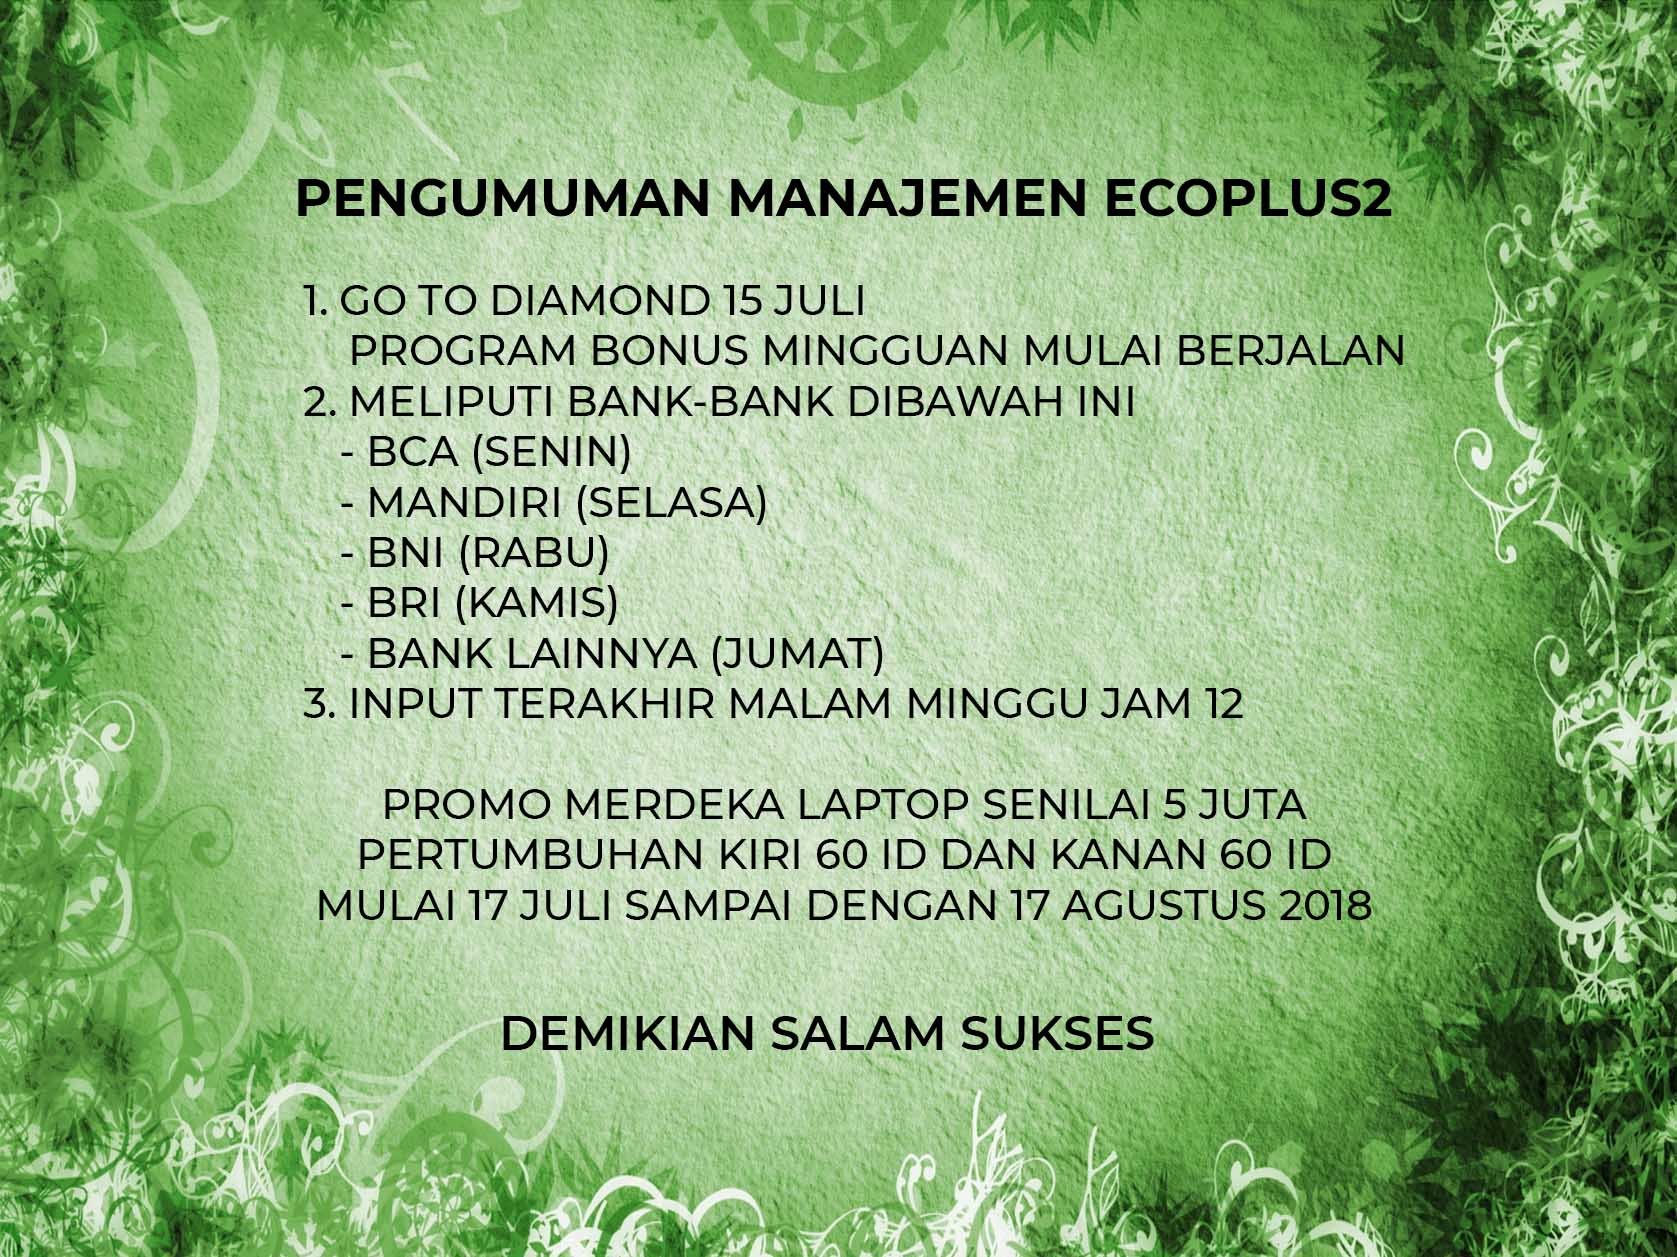 PENGUMUMAN MANAJEMEN ECOPLUS2
1. GO TO DIAMOND 15 JULI
PROGRAM BONUS MINGGUAN MULAI BERJALAN
2. MELIPUTI BANK-BANK DIBAWAH INI
- BCA (SENIN)
- MANDIRI (SELASA)
- BNI (RABU)
- BRI (KAMIS)
- BANK LAINNYA (JUMAT)
3. INPUT TERAKHIR MALAM MINGGU JAM 12
PROMO MERDEKA LAPTOP SENILAI 5 JUTA
PERTUMBUHAN KIRI 60 ID DAN KANAN 60 ID
MULAI 17 JULI SAMPAI DENGAN 17 AGUSTUS 2018
DEMIKIAN SALAM SUKSES